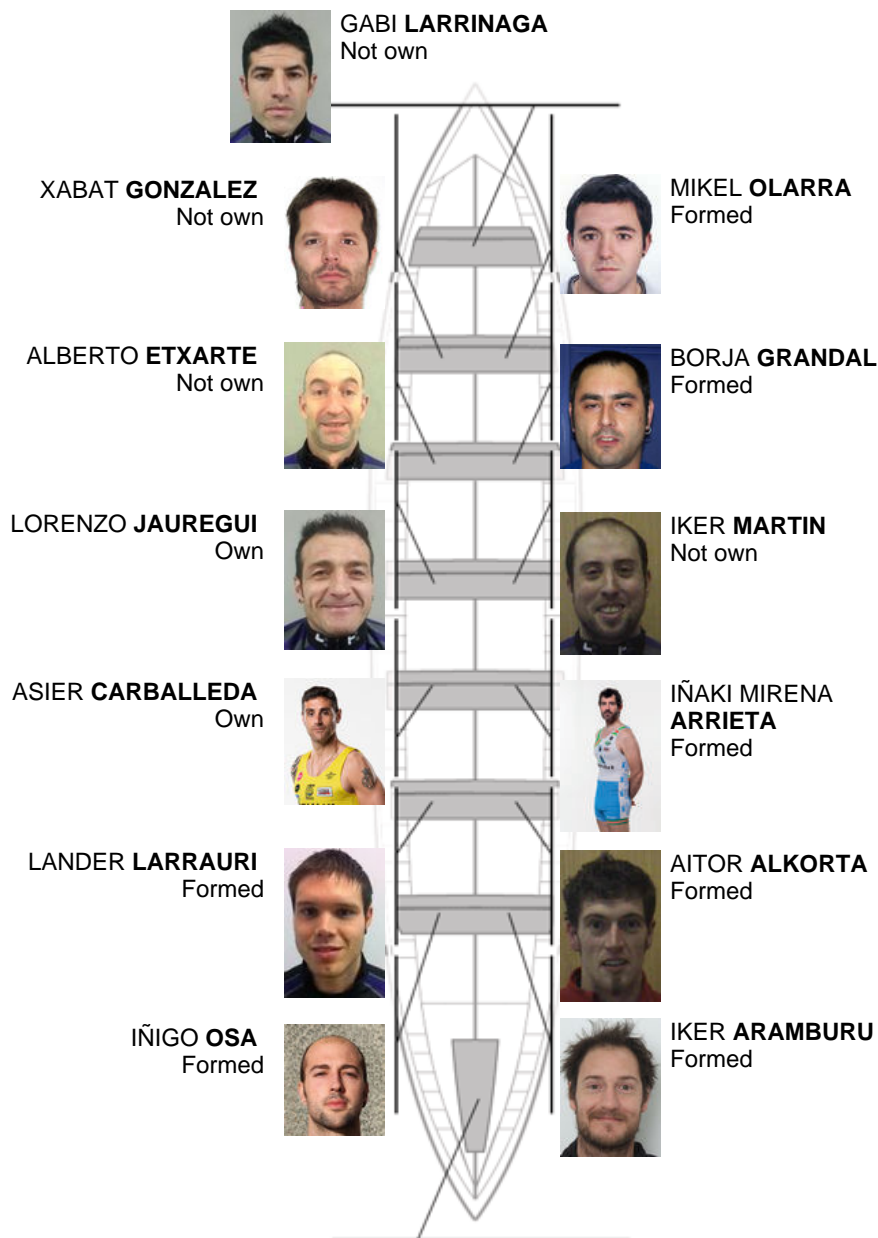 GABI LARRINAGA
Not own
XABAT GONZALEZ
Not own
MIKEL OLARRA
Formed
ALBERTO ETXARTE
Not own
BORJA GRANDAL
Formed
LORENZO JAUREGUI
Own
IKER MARTIN
Not own
ASIER CARBALLEDA
Own
IÑAKI MIRENA
ARRIETA
Formed
LANDER LARRAURI
Formed
AITOR ALKORTA
Formed
IÑIGO OSA
Formed
IKER ARAMBURU
Formed